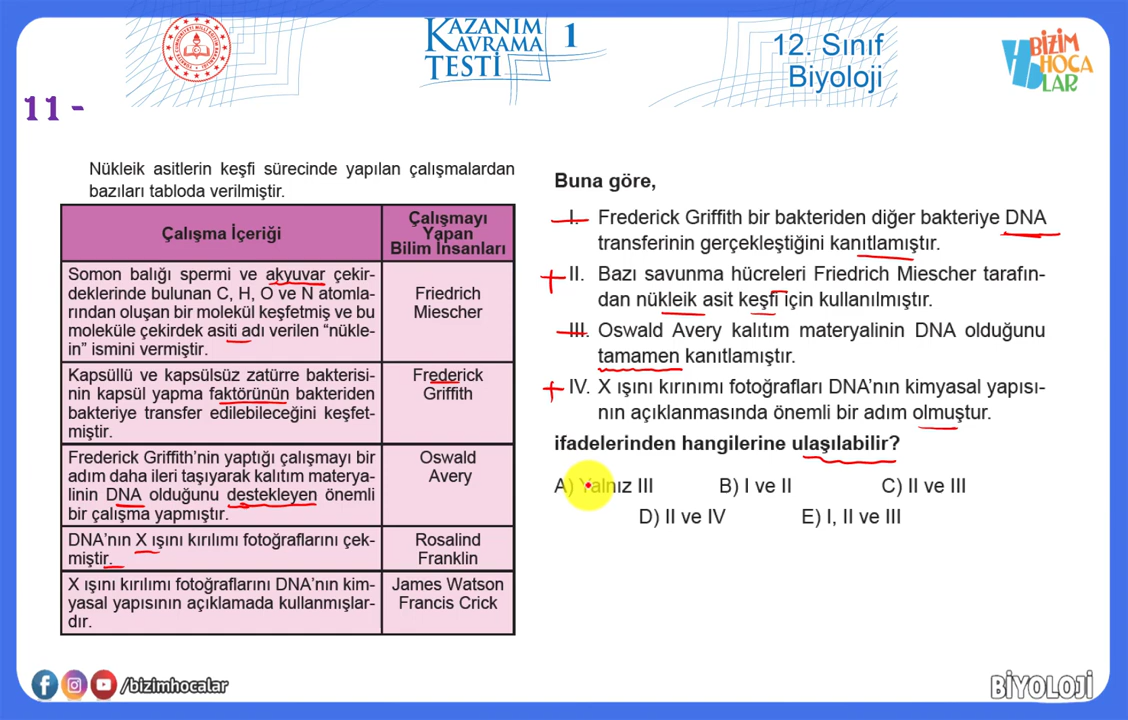 KAZANIM
KAVRAMA
TESTİ
1
12. Sınıf
Biyoloji
BİZİM
HOCA
LAR
11 -
Nükleik asitlerin keşfi sürecinde yapılan çalışmalardan
bazıları tabloda verilmiştir.
Çalışma İçeriği
Çalışmayı
Yapan
Bilim İnsanları
Somon balığı spermi ve akyuvar çekir-
deklerinde bulunan C, H, O ve N atomla-
rından oluşan bir molekül keşfetmiş ve bu
moleküle çekirdek asiti adı verilen “nükle-
in” ismini vermiştir.
Friedrich
Miescher
Kapsüllü ve kapsülsüz zatürre bakterisi-
nin kapsül yapma faktörünün bakteriden
bakteriye transfer edilebileceğini keşfet-
miştir.
Frederick
Griffith
Frederick Griffith’nin yaptığı çalışmayı bir
adım daha ileri taşıyarak kalıtım materya-
linin DNA olduğunu destekleyen önemli
bir çalışma yapmıştır.
Oswald
Avery
DNA’nın X ışını kırılımı fotoğraflarını çek-
miştir.
Rosalind
Franklin
X ışını kırılımı fotoğraflarını DNA’nın kim-
yasal yapısının açıklamada kullanmışlar-
dır.
James Watson
Francis Crick
Buna göre,
I. Frederick Griffith bir bakteriden diğer bakteriye DNA
transferinin gerçekleştiğini kanıtlamıştır.
II. Bazı savunma hücreleri Friedrich Miescher tarafın-
dan nükleik asit keşfi için kullanılmıştır.
III. Oswald Avery kalıtım materyalinin DNA olduğunu
tamamen kanıtlamıştır.
IV. X ışını kırınımı fotoğrafları DNA’nın kimyasal yapısı-
nın açıklanmasında önemli bir adım olmuştur.
ifadelerinden hangilerine ulaşılabilir?
A) Yalnız III B) I ve II C) II ve III
D) II ve IV E) I, II ve III
/bizimhocalar
BİYOLOJİ